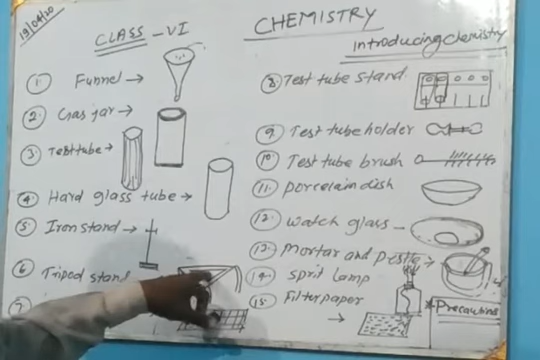 19/04/20
CLASS - VI
CHEMISTRY
Introducing chemistry
1. Funnel →
2. Gas jar →
3. Test tube →
4. Hard glass tube →
5. Iron stand →
6. Tripod stand
7.
8. Test tube stand
9. Test tube holder
10. Test tube brush
11. porcelain dish
12. Watch glass -
13. Mortar and pestle →
14. Sprit lamp
15. Filter paper
→
* Precautions